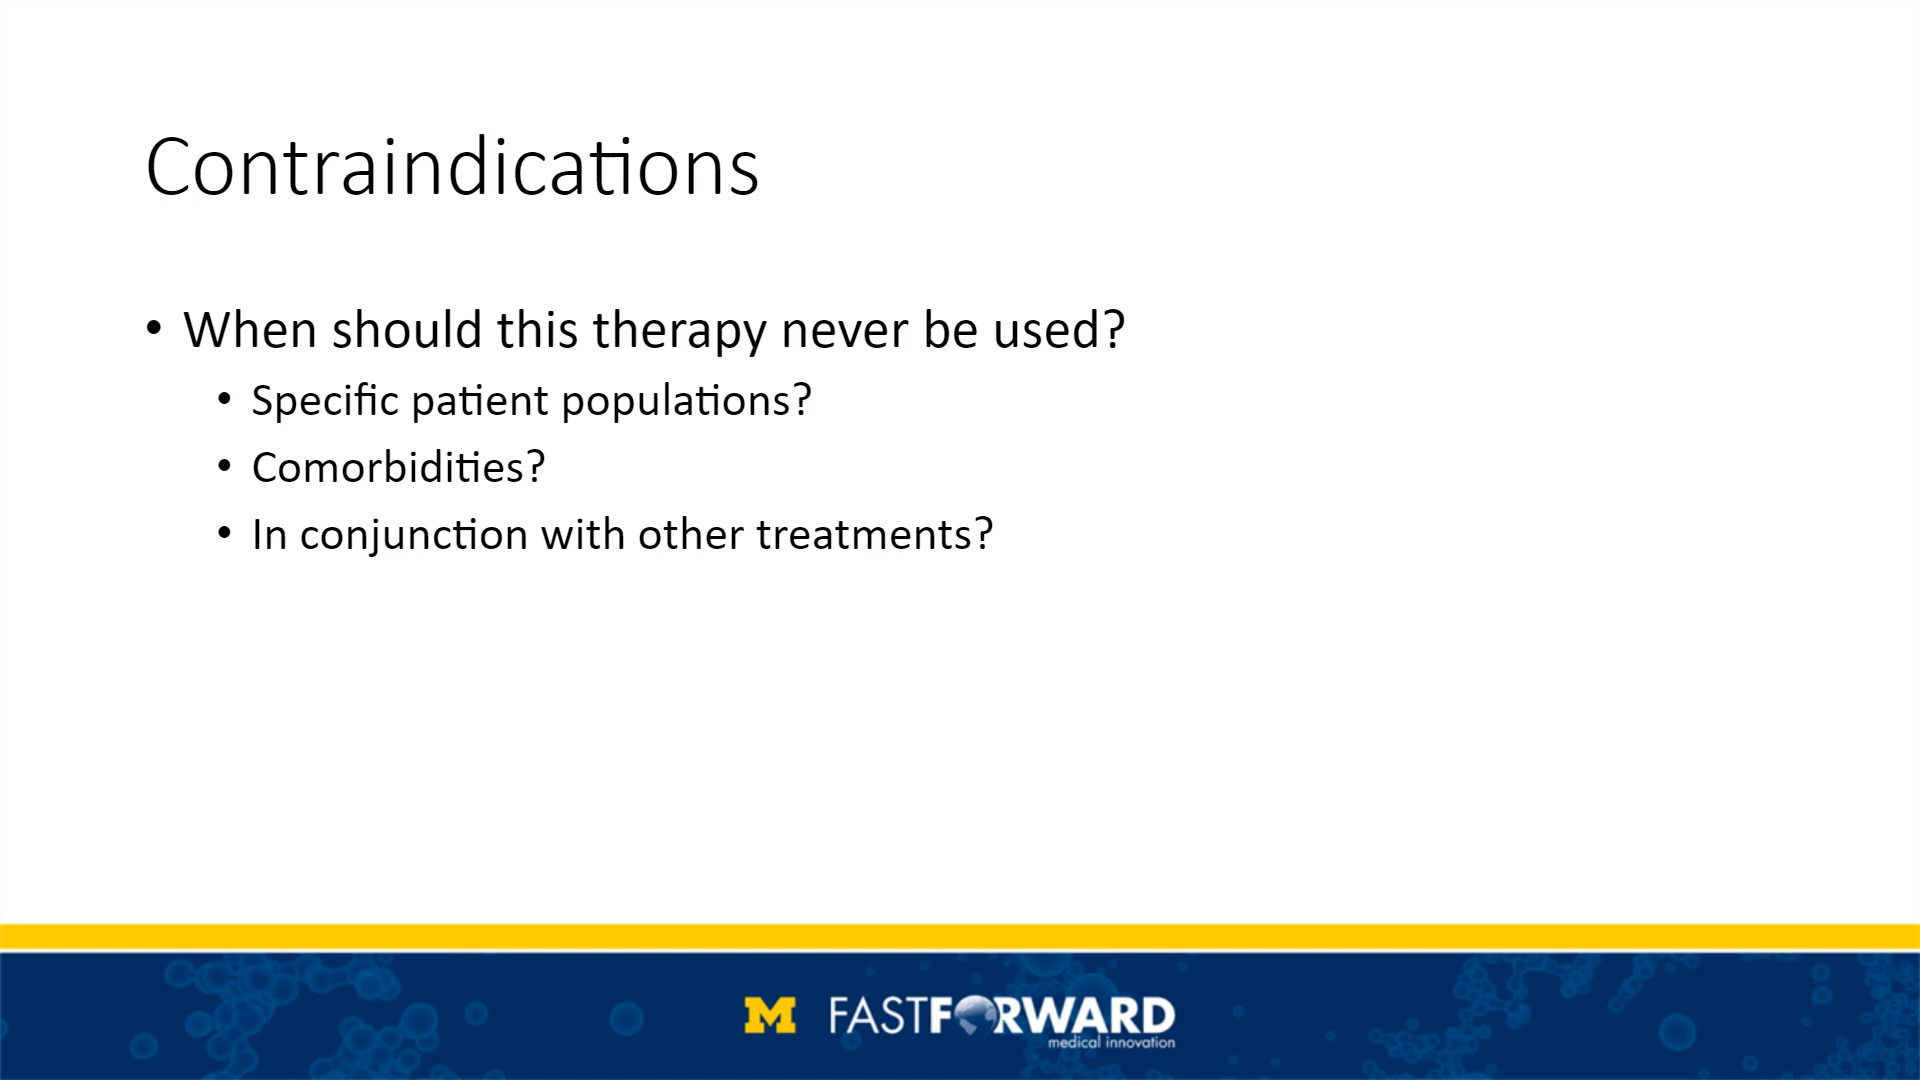 Contraindications
• When should this therapy never be used?
• Specific patient populations?
• Comorbidities?
• In conjunction with other treatments?
M FASTFORWARD
medical innovation